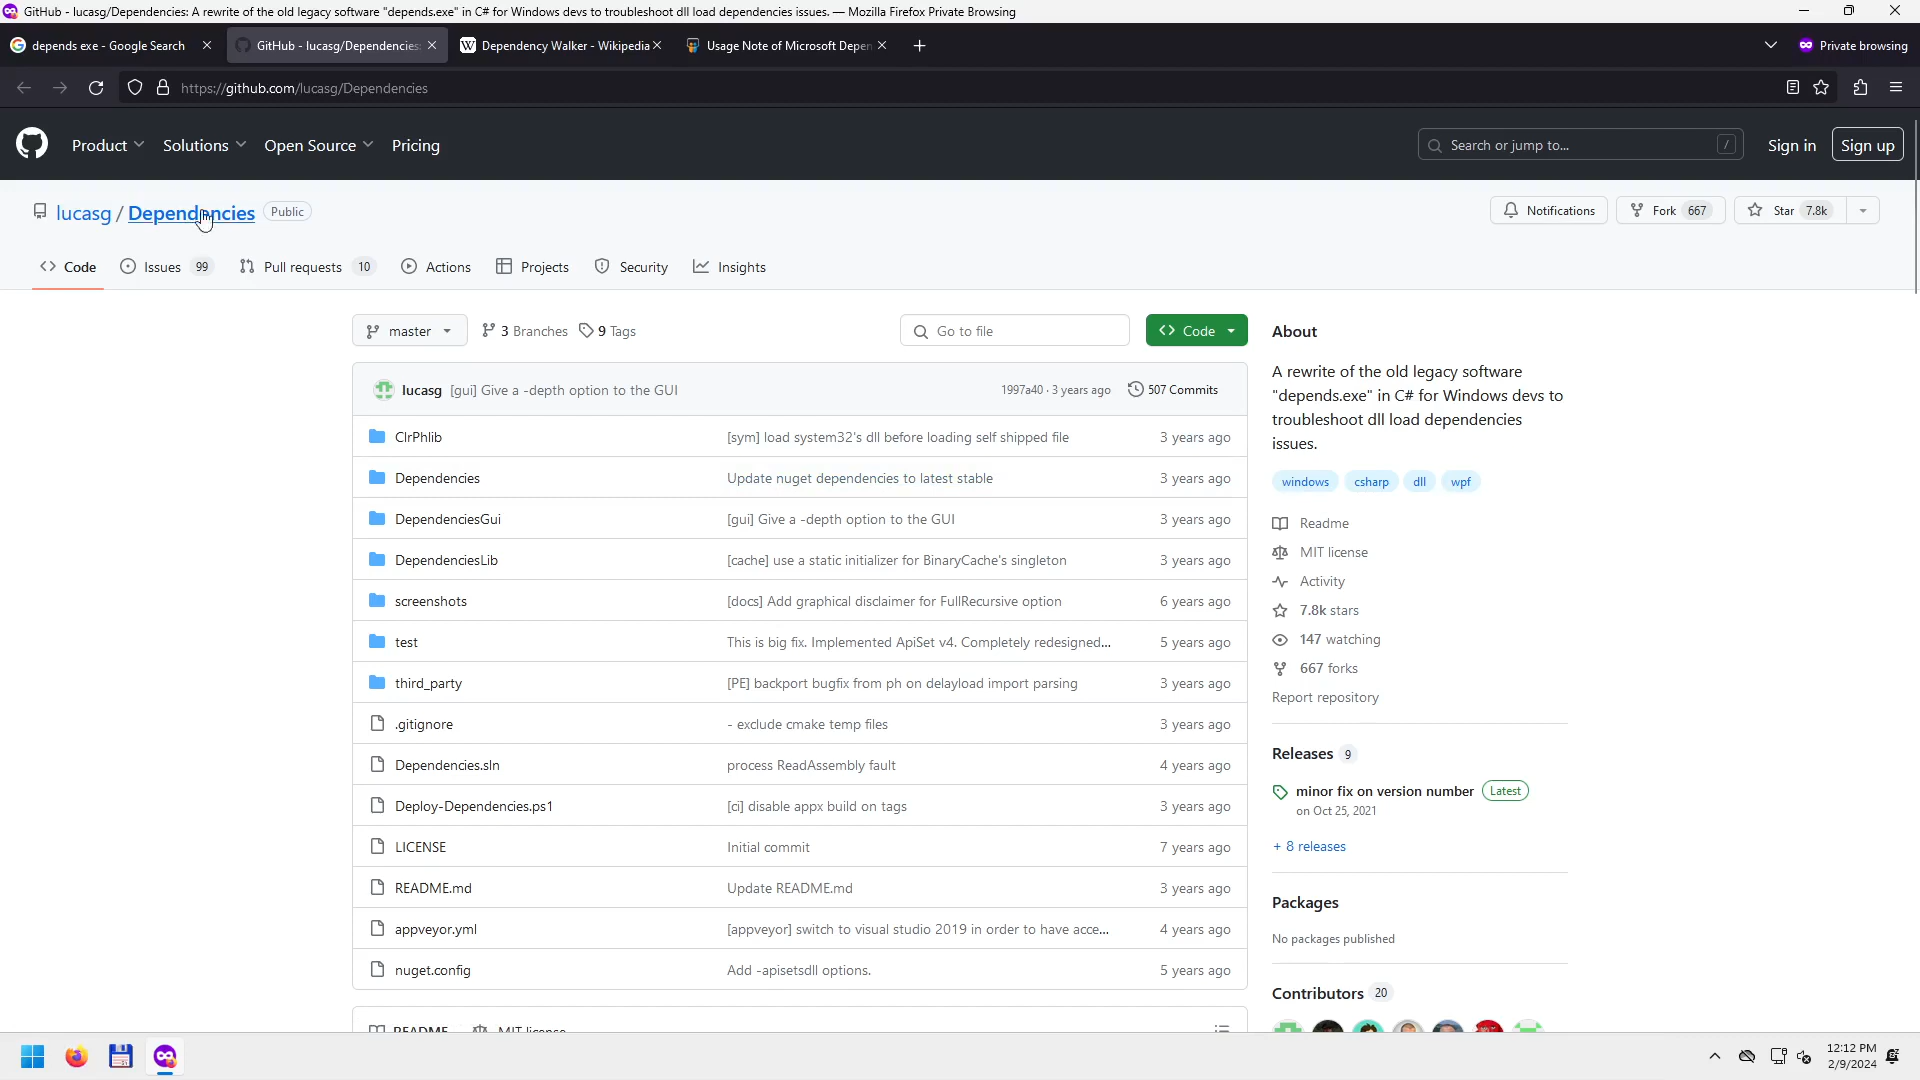 GitHub - lucasg/Dependencies: A rewrite of the old legacy software "depends.exe" in C# for Windows devs to troubleshoot dll load dependencies issues. — Mozilla Firefox Private Browsing
depends exe - Google Search
GitHub - lucasg/Dependencies:
Dependency Walker - Wikipedia
Usage Note of Microsoft Depen
Private browsing
https://github.com/lucasg/Dependencies
Product
Solutions
Open Source
Pricing
Search or jump to...
/
Sign in
Sign up
lucasg / Dependencies
Public
Notifications
Fork 667
Star 7.8k
Code
Issues 99
Pull requests 10
Actions
Projects
Security
Insights
master
3 Branches
9 Tags
Go to file
Code
lucasg [gui] Give a -depth option to the GUI 1997a40 · 3 years ago 507 Commits
ClrPhlib [sym] load system32's dll before loading self shipped file 3 years ago
Dependencies Update nuget dependencies to latest stable 3 years ago
DependenciesGui [gui] Give a -depth option to the GUI 3 years ago
DependenciesLib [cache] use a static initializer for BinaryCache's singleton 3 years ago
screenshots [docs] Add graphical disclaimer for FullRecursive option 6 years ago
test This is big fix. Implemented ApiSet v4. Completely redesigned... 5 years ago
third_party [PE] backport bugfix from ph on delayload import parsing 3 years ago
.gitignore - exclude cmake temp files 3 years ago
Dependencies.sln process ReadAssembly fault 4 years ago
Deploy-Dependencies.ps1 [ci] disable appx build on tags 3 years ago
LICENSE Initial commit 7 years ago
README.md Update README.md 3 years ago
appveyor.yml [appveyor] switch to visual studio 2019 in order to have acce... 4 years ago
nuget.config Add -apisetsdll options. 5 years ago
README MIT license
About
A rewrite of the old legacy software
"depends.exe" in C# for Windows devs to
troubleshoot dll load dependencies
issues.
windows csharp dll wpf
Readme
MIT license
Activity
7.8k stars
147 watching
667 forks
Report repository
Releases 9
minor fix on version number Latest
on Oct 25, 2021
+ 8 releases
Packages
No packages published
Contributors 20
12:12 PM
2/9/2024